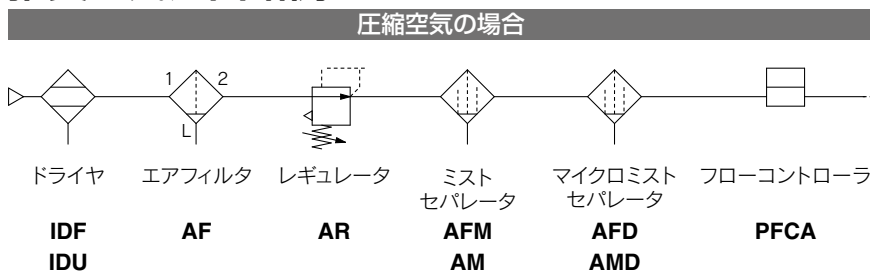 圧縮空気の場合
1 2
L
ドライヤ エアフィルタ レギュレータ ミスト マイクロミスト フローコントローラ
セパレータ セパレータ
IDF AF AR AFM AFD PFCA
IDU AM AMD